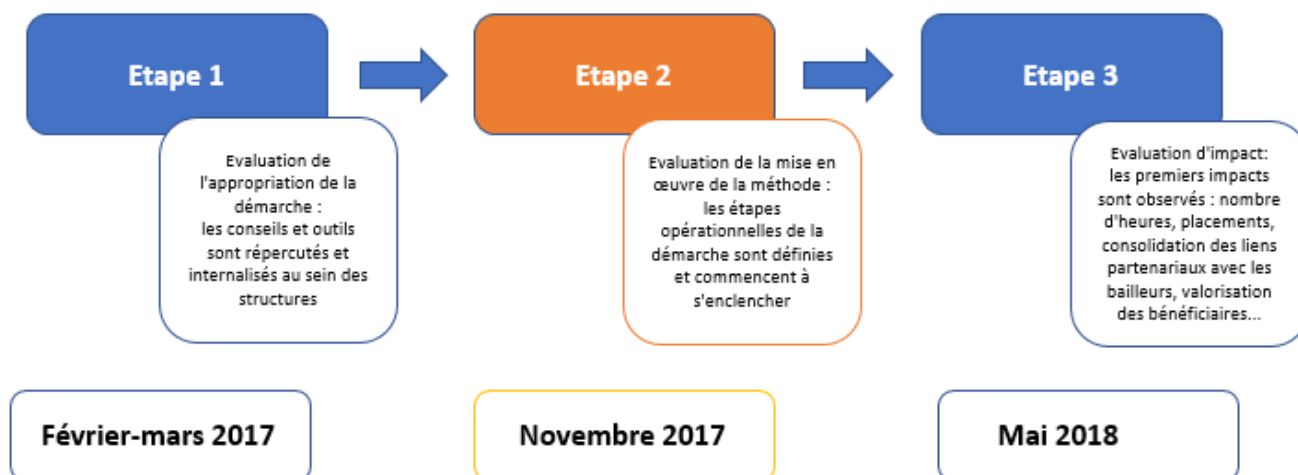 Etape 1
Etape 2
Etape 3
Evaluation de
l'appropriation de la
démarche :
les conseils et outils
sont répercutés et
internalisés au sein des
structures
Evaluation de la mise en
œuvre de la méthode :
les étapes
opérationnelles de la
démarche sont définies
et commencent à
s'enclencher
Evaluation d'impact:
les premiers impacts
sont observés : nombre
d'heures, placements,
consolidation des liens
partenariaux avec les
bailleurs, valorisation
des bénéficiaires...
Février-mars 2017
Novembre 2017
Mai 2018